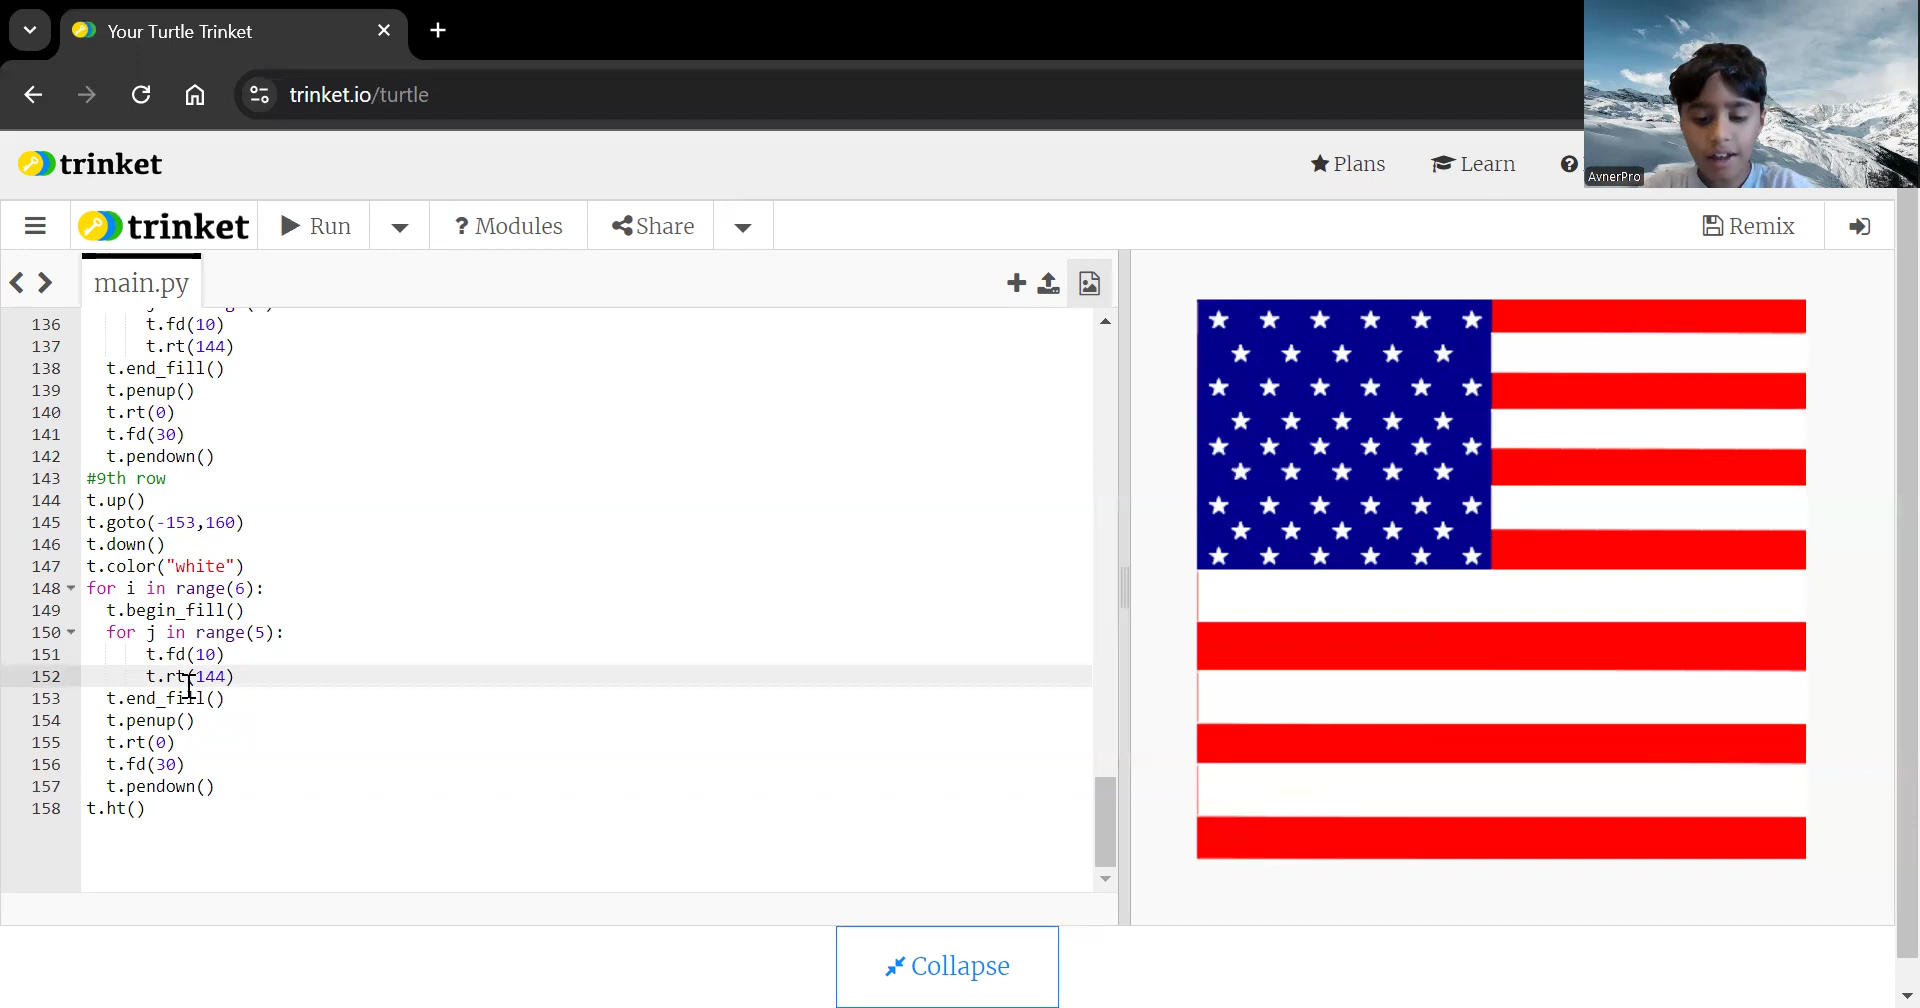 Your Turtle Trinket
trinket.io/turtle
AvnerPro
trinket
Plans
Learn
trinket
Run
? Modules
Share
Remix
main.py
136 t.fd(10)
137 t.rt(144)
138 t.end_fill()
139 t.penup()
140 t.rt(0)
141 t.fd(30)
142 t.pendown()
143 #9th row
144 t.up()
145 t.goto(-153,160)
146 t.down()
147 t.color("white")
148 for i in range(6):
149 t.begin_fill()
150 for j in range(5):
151 t.fd(10)
152 t.rt(144)
153 t.end_fill()
154 t.penup()
155 t.rt(0)
156 t.fd(30)
157 t.pendown()
158 t.ht()
Collapse